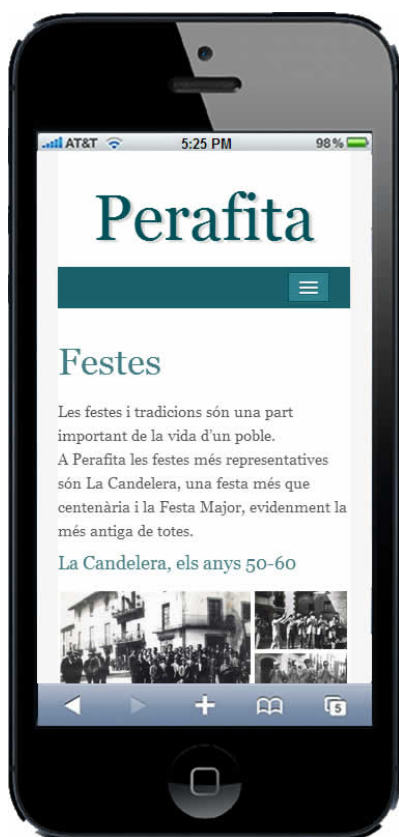 AT&T 5:25 PM 98%
Perafita
Festes
Les festes i tradicions són una part
important de la vida d'un poble.
A Perafita les festes més representatives
són La Candelera, una festa més que
centenària i la Festa Major, evidenment la
més antiga de totes.
La Candelera, els anys 50-60
5